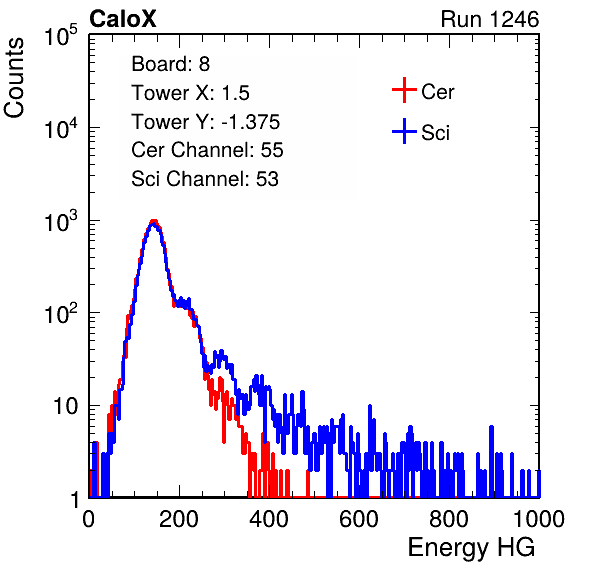 CaloX Run 1246
Counts
10^5
10^4
10^3
10^2
10
1
Board: 8
Tower X: 1.5
Tower Y: -1.375
Cer Channel: 55
Sci Channel: 53
Cer
Sci
0 200 400 600 800 1000
Energy HG